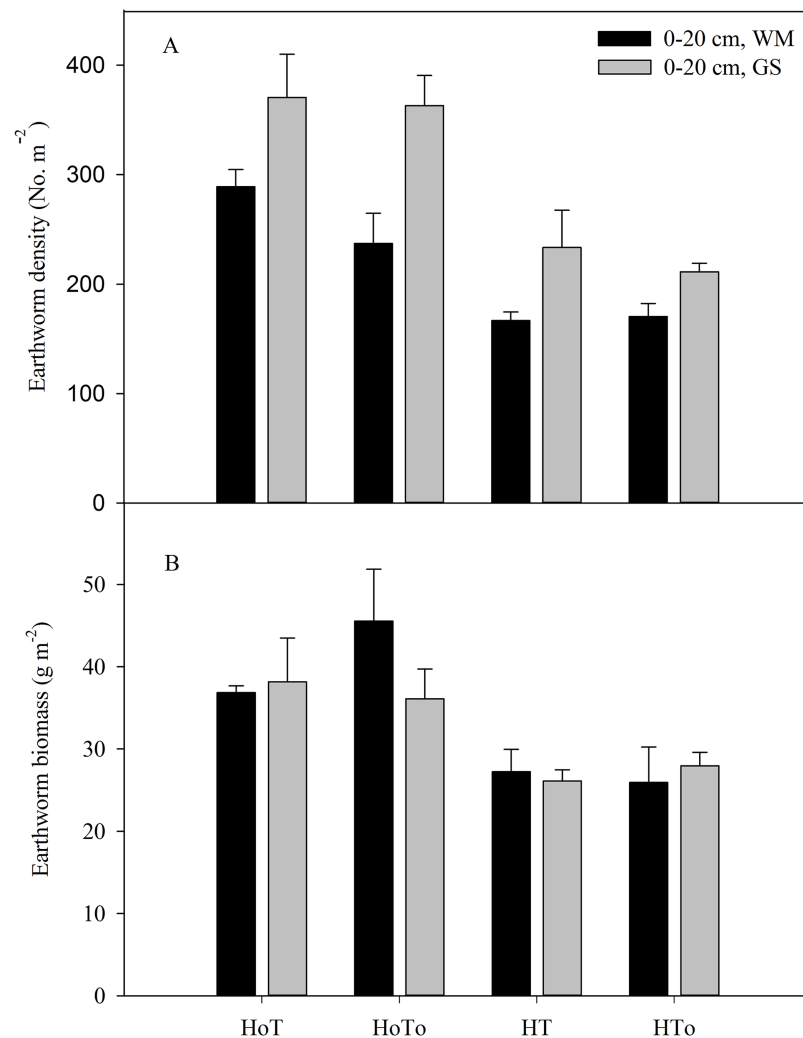 A
0-20 cm, WM
0-20 cm, GS
Earthworm density (No. m-2)
400
300
200
100
0
B
Earthworm biomass (g m-2)
50
40
30
20
10
0
HoT HoTo HT HTo